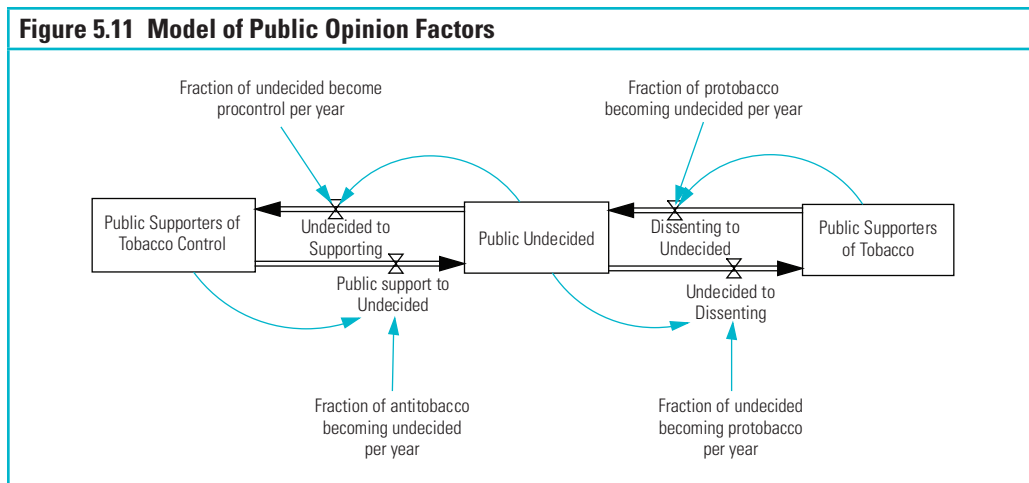 Figure 5.11 Model of Public Opinion Factors
Fraction of undecided become
procontrol per year
Fraction of protobacco
becoming undecided per year
Public Supporters of
Tobacco Control
Undecided to
Supporting
Public Undecided
Dissenting to
Undecided
Public Supporters
of Tobacco
Public support to
Undecided
Undecided to
Dissenting
Fraction of antitobacco
becoming undecided
per year
Fraction of undecided
becoming protobacco
per year